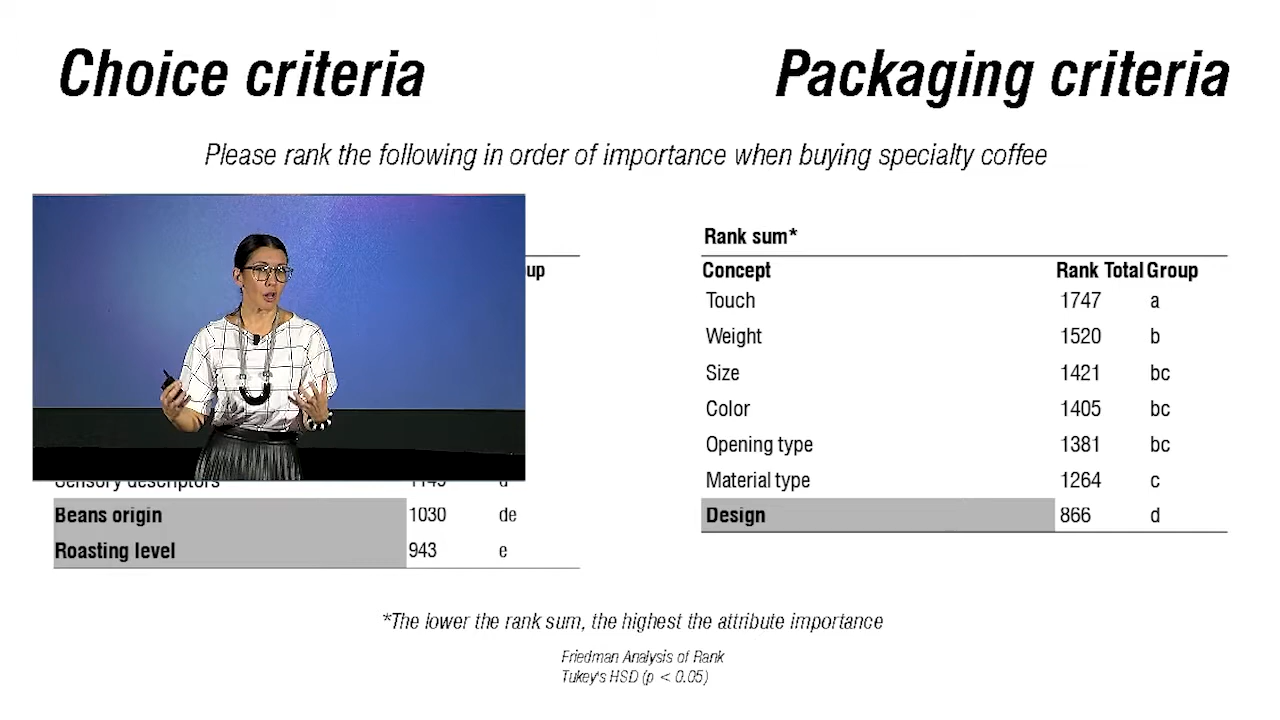 Choice criteria
Packaging criteria
Please rank the following in order of importance when buying specialty coffee
up
Sensory descriptors 1145 d
Beans origin 1030 de
Roasting level 943 e
Rank sum*
Concept Rank Total Group
Touch 1747 a
Weight 1520 b
Size 1421 bc
Color 1405 bc
Opening type 1381 bc
Material type 1264 c
Design 866 d
*The lower the rank sum, the highest the attribute importance
Friedman Analysis of Rank
Tukey's HSD (p < 0.05)